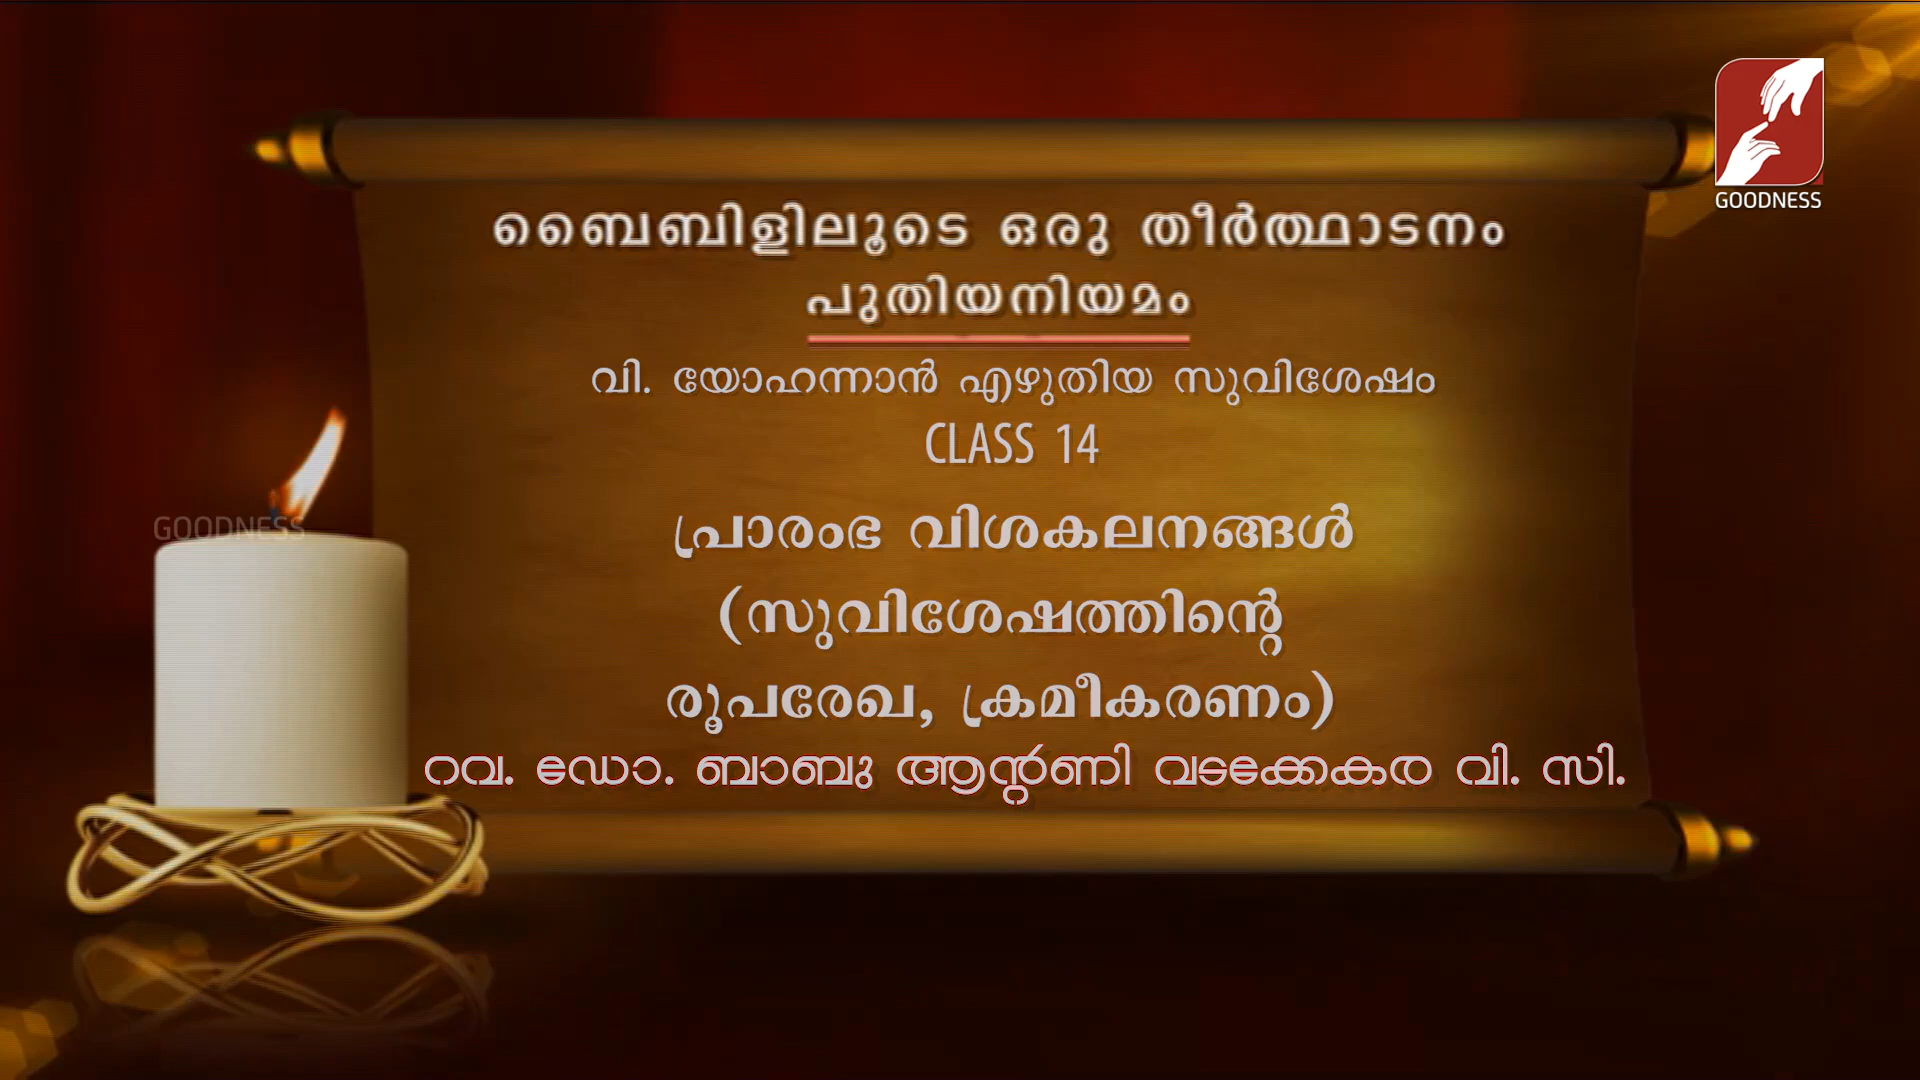 GOODNESS
ബൈബിളിലൂടെ ഒരു തീർത്ഥാടനം
പുതിയനിയമം
വി. യോഹന്നാൻ എഴുതിയ സുവിശേഷം
CLASS 14
പ്രാരംഭ വിശകലനങ്ങൾ
(സുവിശേഷത്തിന്റെ
രൂപരേഖ, ക്രമീകരണം)
റവ. ഡോ. ബാബു ആന്റണി വടക്കേകര വി. സി.
GOODNESS